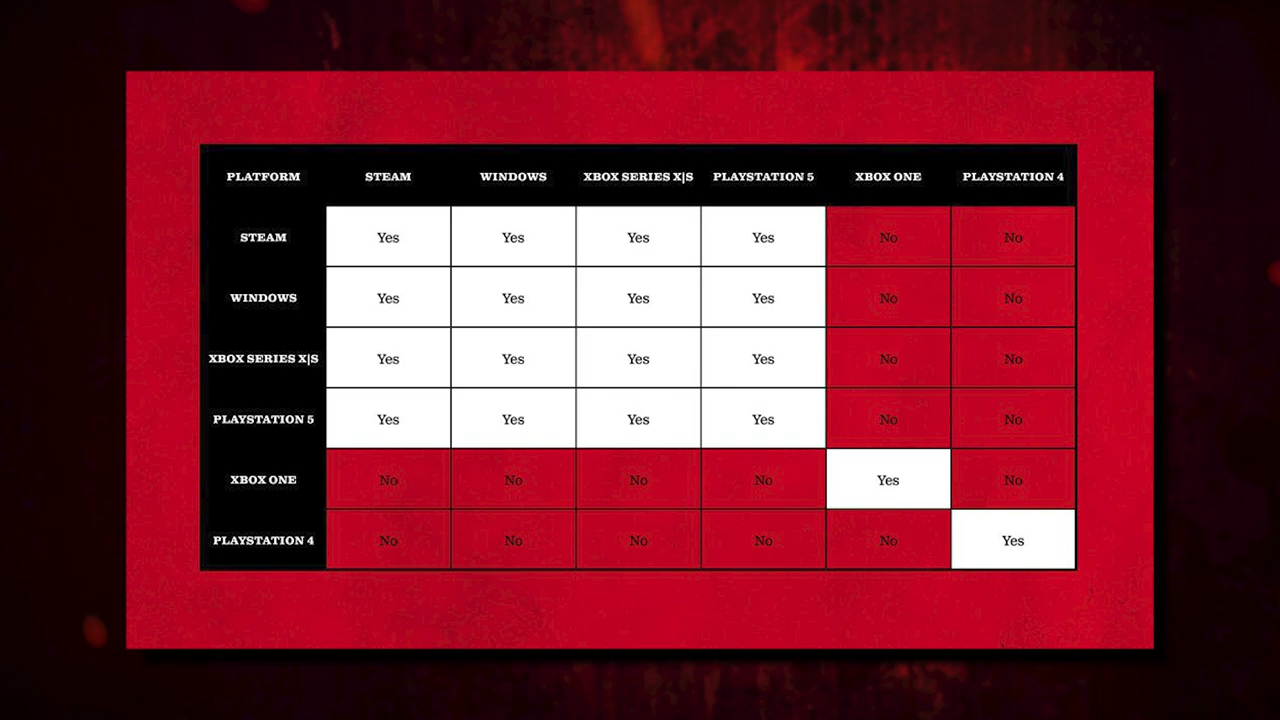 PLATFORM STEAM WINDOWS XBOX SERIES X|S PLAYSTATION 5 XBOX ONE PLAYSTATION 4
STEAM Yes Yes Yes Yes No No
WINDOWS Yes Yes Yes Yes No No
XBOX SERIES X|S Yes Yes Yes Yes No No
PLAYSTATION 5 Yes Yes Yes Yes No No
XBOX ONE No No No No Yes No
PLAYSTATION 4 No No No No No Yes